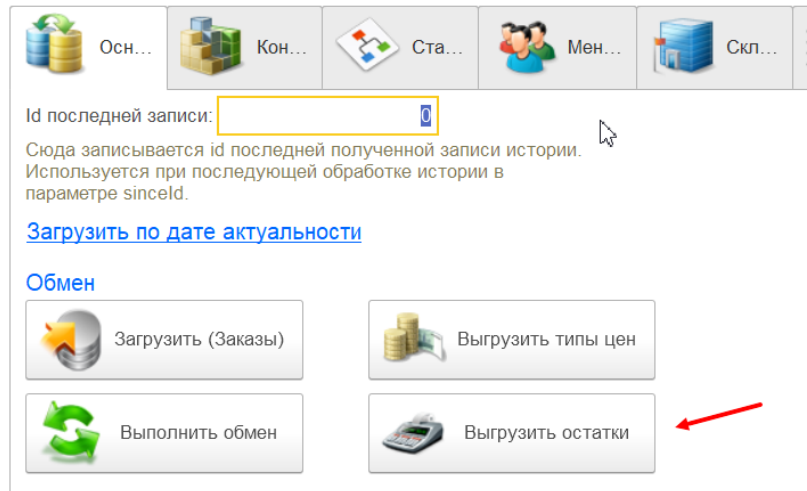 Осн... Кон... Ста... Мен... Скл...
Id последней записи: 0
Сюда записывается id последней полученной записи истории.
Используется при последующей обработке истории в
параметре sinceId.
Загрузить по дате актуальности
Обмен
Загрузить (Заказы) Выгрузить типы цен
Выполнить обмен Выгрузить остатки